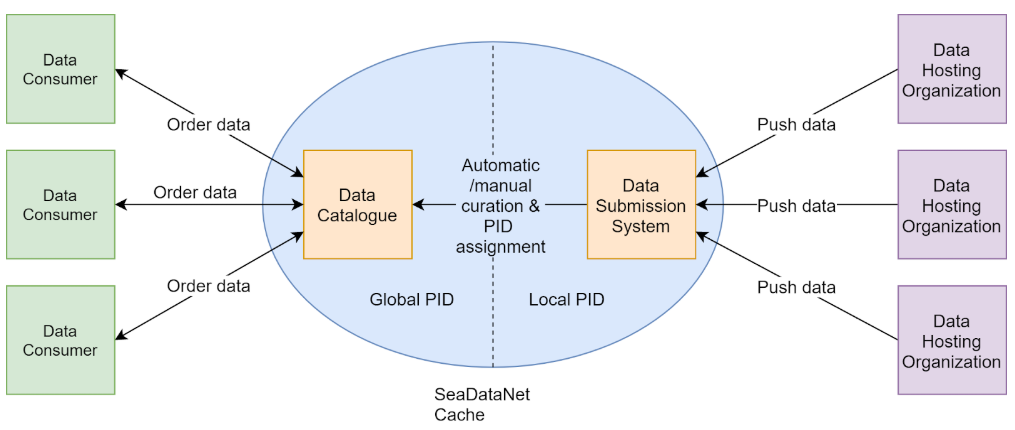 Data
Consumer
Order data
Data
Consumer
Order data
Data
Consumer
Order data
Data
Catalogue
Automatic
/manual
curation &
PID
assignment
Data
Submission
System
Global PID
Local PID
SeaDataNet
Cache
Push data
Data
Hosting
Organization
Push data
Data
Hosting
Organization
Push data
Data
Hosting
Organization